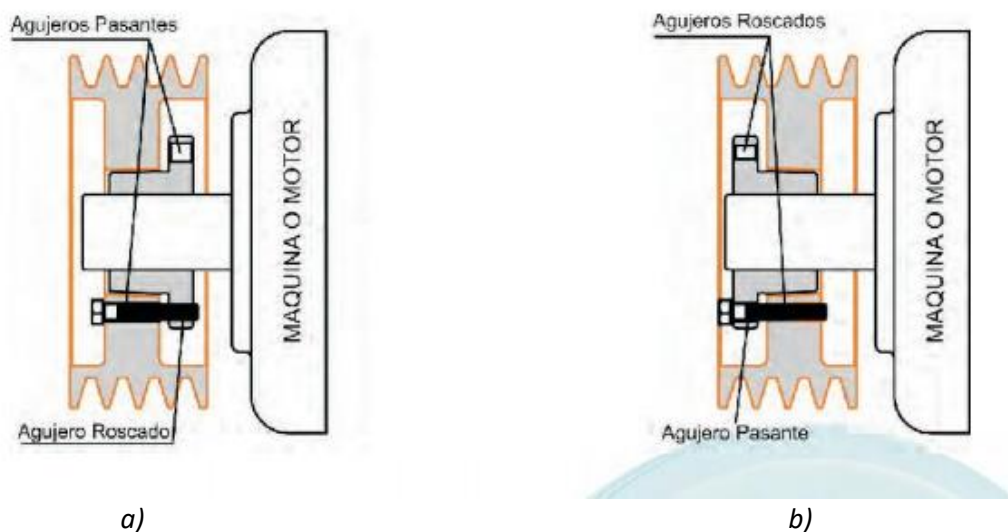 Agujeros Pasantes
MAQUINA O MOTOR
Agujero Roscado
a)
Agujeros Roscados
MAQUINA O MOTOR
Agujero Pasante
b)